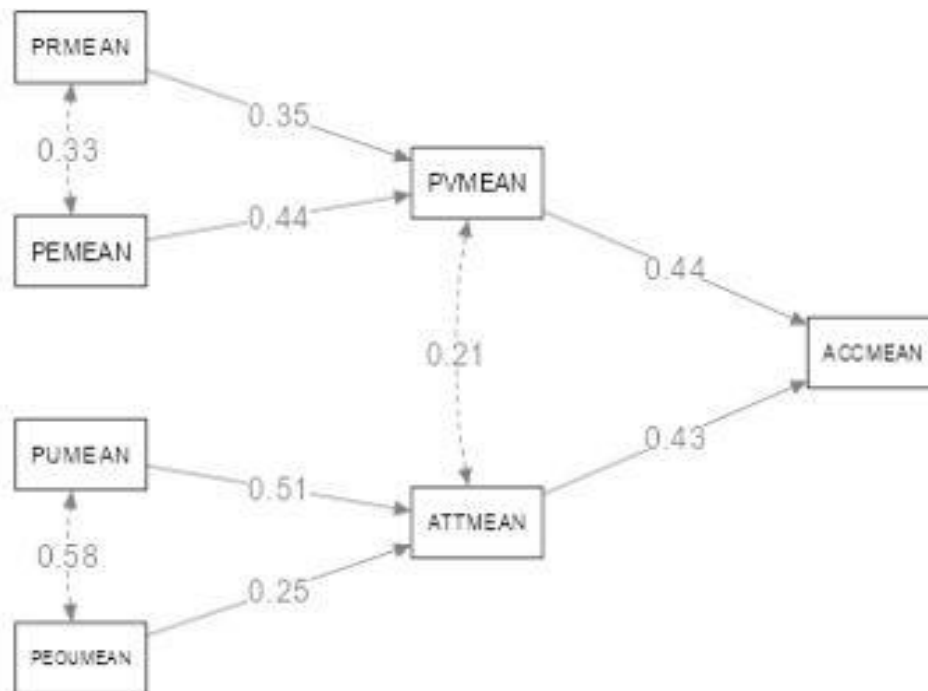 PRMEAN
0.35
0.33
PVMEAN
0.44
PEMEAN
0.44
0.21
ACCMEAN
PUMEAN
0.51
0.43
ATTMEAN
0.58
0.25
PEOUMEAN